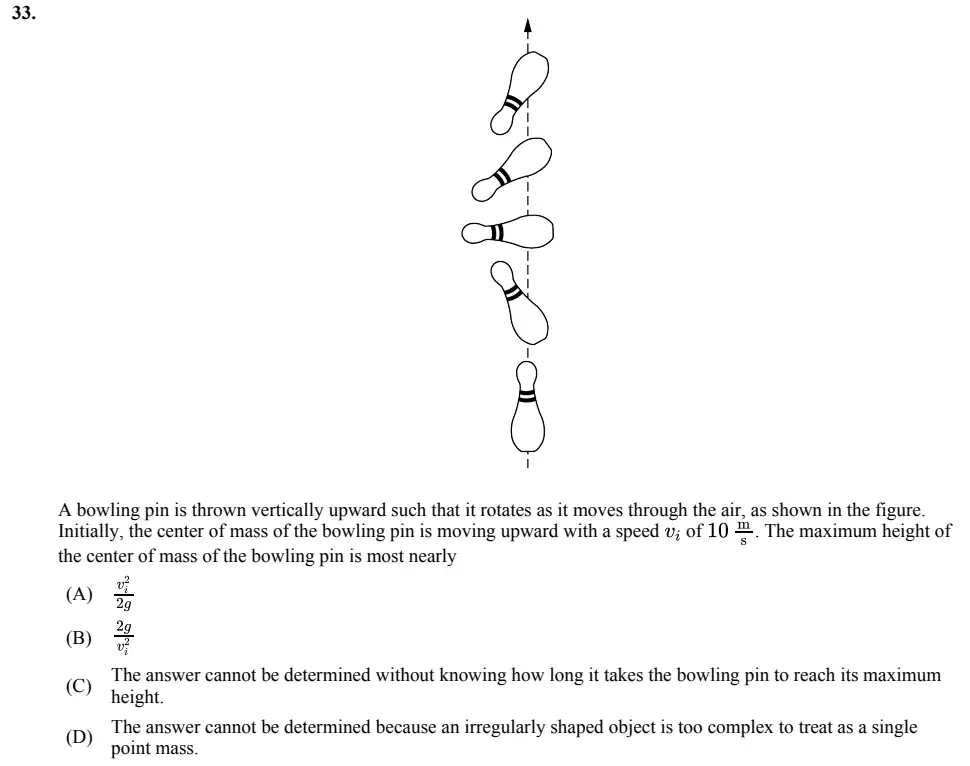 33.
A bowling pin is thrown vertically upward such that it rotates as it moves through the air, as shown in the figure.
Initially, the center of mass of the bowling pin is moving upward with a speed $v_i$ of $10 \frac{\mathrm{m}}{\mathrm{s}}$. The maximum height of
the center of mass of the bowling pin is most nearly
(A) $\frac{v_i^2}{2g}$
(B) $\frac{2g}{v_i^2}$
(C) The answer cannot be determined without knowing how long it takes the bowling pin to reach its maximum
height.
(D) The answer cannot be determined because an irregularly shaped object is too complex to treat as a single
point mass.